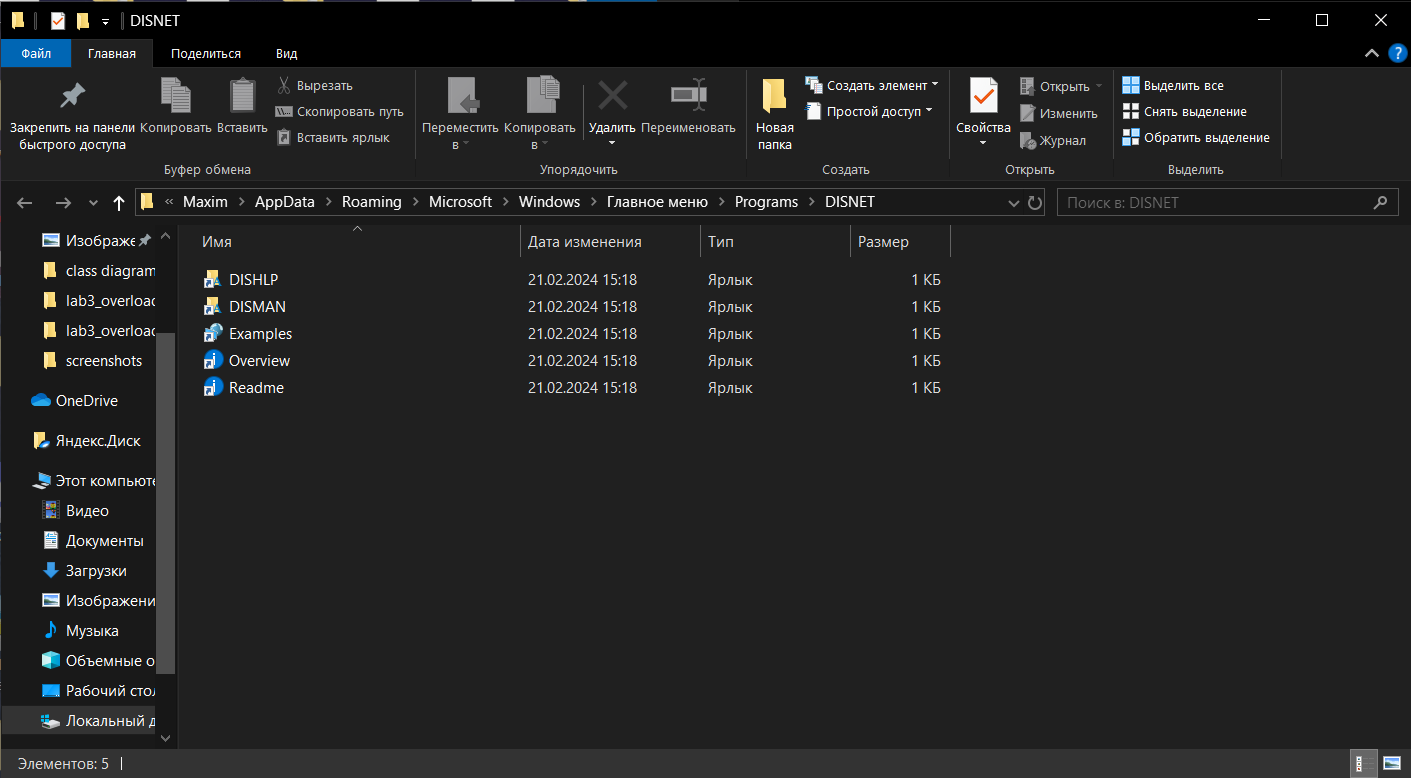 DISNET
Файл Главная Поделиться Вид
Закрепить на панели быстрого доступа
Копировать
Вставить
Вырезать
Скопировать путь
Вставить ярлык
Буфер обмена
Переместить в
Копировать в
Удалить
Переименовать
Упорядочить
Новая папка
Создать элемент
Простой доступ
Создать
Свойства
Открыть
Изменить
Журнал
Открыть
Выделить все
Снять выделение
Обратить выделение
Выделить
« Maxim > AppData > Roaming > Microsoft > Windows > Главное меню > Programs > DISNET
Поиск в: DISNET
Изображе
class diagram
lab3_overloac
lab3_overloac
screenshots
OneDrive
Яндекс.Диск
Этот компьюте
Видео
Документы
Загрузки
Изображени
Музыка
Объемные о
Рабочий стол
Локальный д
Имя Дата изменения Тип Размер
DISHLP 21.02.2024 15:18 Ярлык 1 КБ
DISMAN 21.02.2024 15:18 Ярлык 1 КБ
Examples 21.02.2024 15:18 Ярлык 1 КБ
Overview 21.02.2024 15:18 Ярлык 1 КБ
Readme 21.02.2024 15:18 Ярлык 1 КБ
Элементов: 5